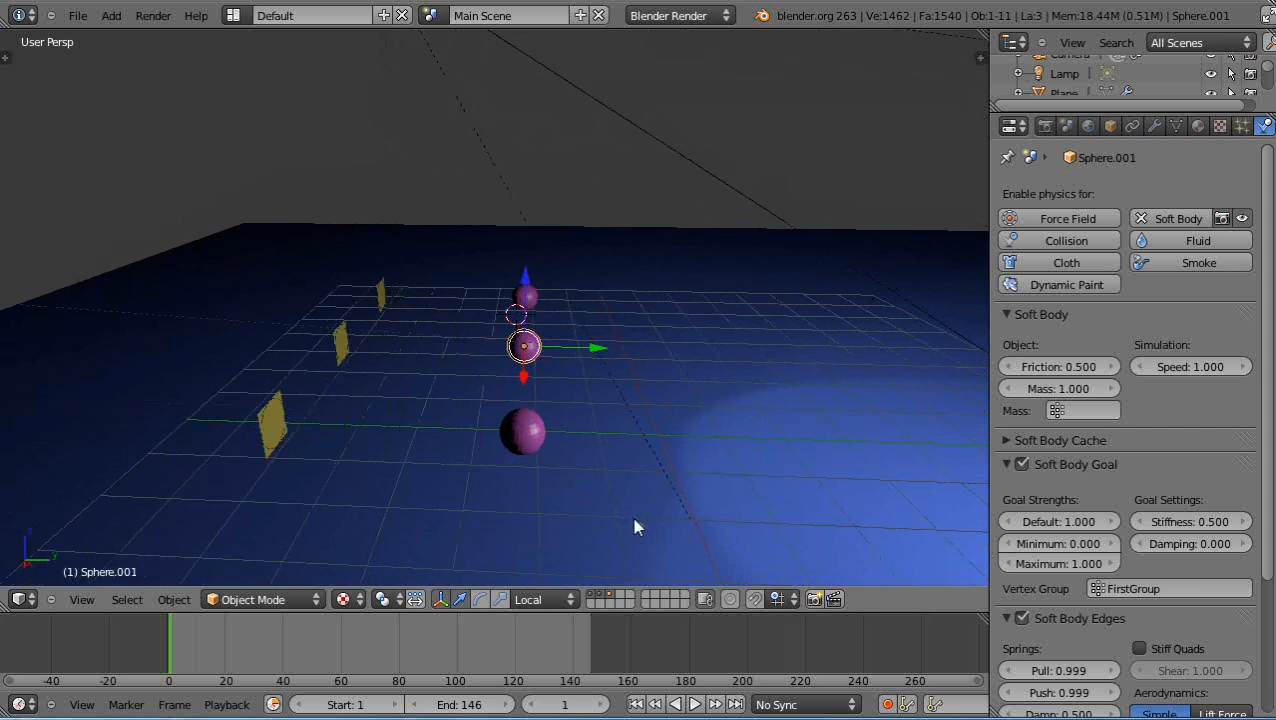 File Add Render Help Default Main Scene Blender Render blender.org 263 | Ve:1462 | Fa:1540 | Ob:1-11 | La:3 | Mem:18.44M (0.51M) | Sphere.001
User Persp
View Search All Scenes
Camera
Lamp
Plane
Sphere.001
Enable physics for:
Force Field Soft Body
Collision Fluid
Cloth Smoke
Dynamic Paint
Soft Body
Object: Simulation:
Friction: 0.500 Speed: 1.000
Mass: 1.000
Mass:
Soft Body Cache
Soft Body Goal
Goal Strengths: Goal Settings:
Default: 1.000 Stiffness: 0.500
Minimum: 0.000 Damping: 0.000
Maximum: 1.000
Vertex Group FirstGroup
Soft Body Edges
Springs: Stiff Quads
Pull: 0.999 Shear: 1.000
Push: 0.999 Aerodynamics:
Damp: 0.500 Simple Lift Force
z
y
(1) Sphere.001
View Select Object Object Mode Local
-40 -20 0 20 40 60 80 100 120 140 160 180 200 220 240 260
View Marker Frame Playback Start: 1 End: 146 1 No Sync